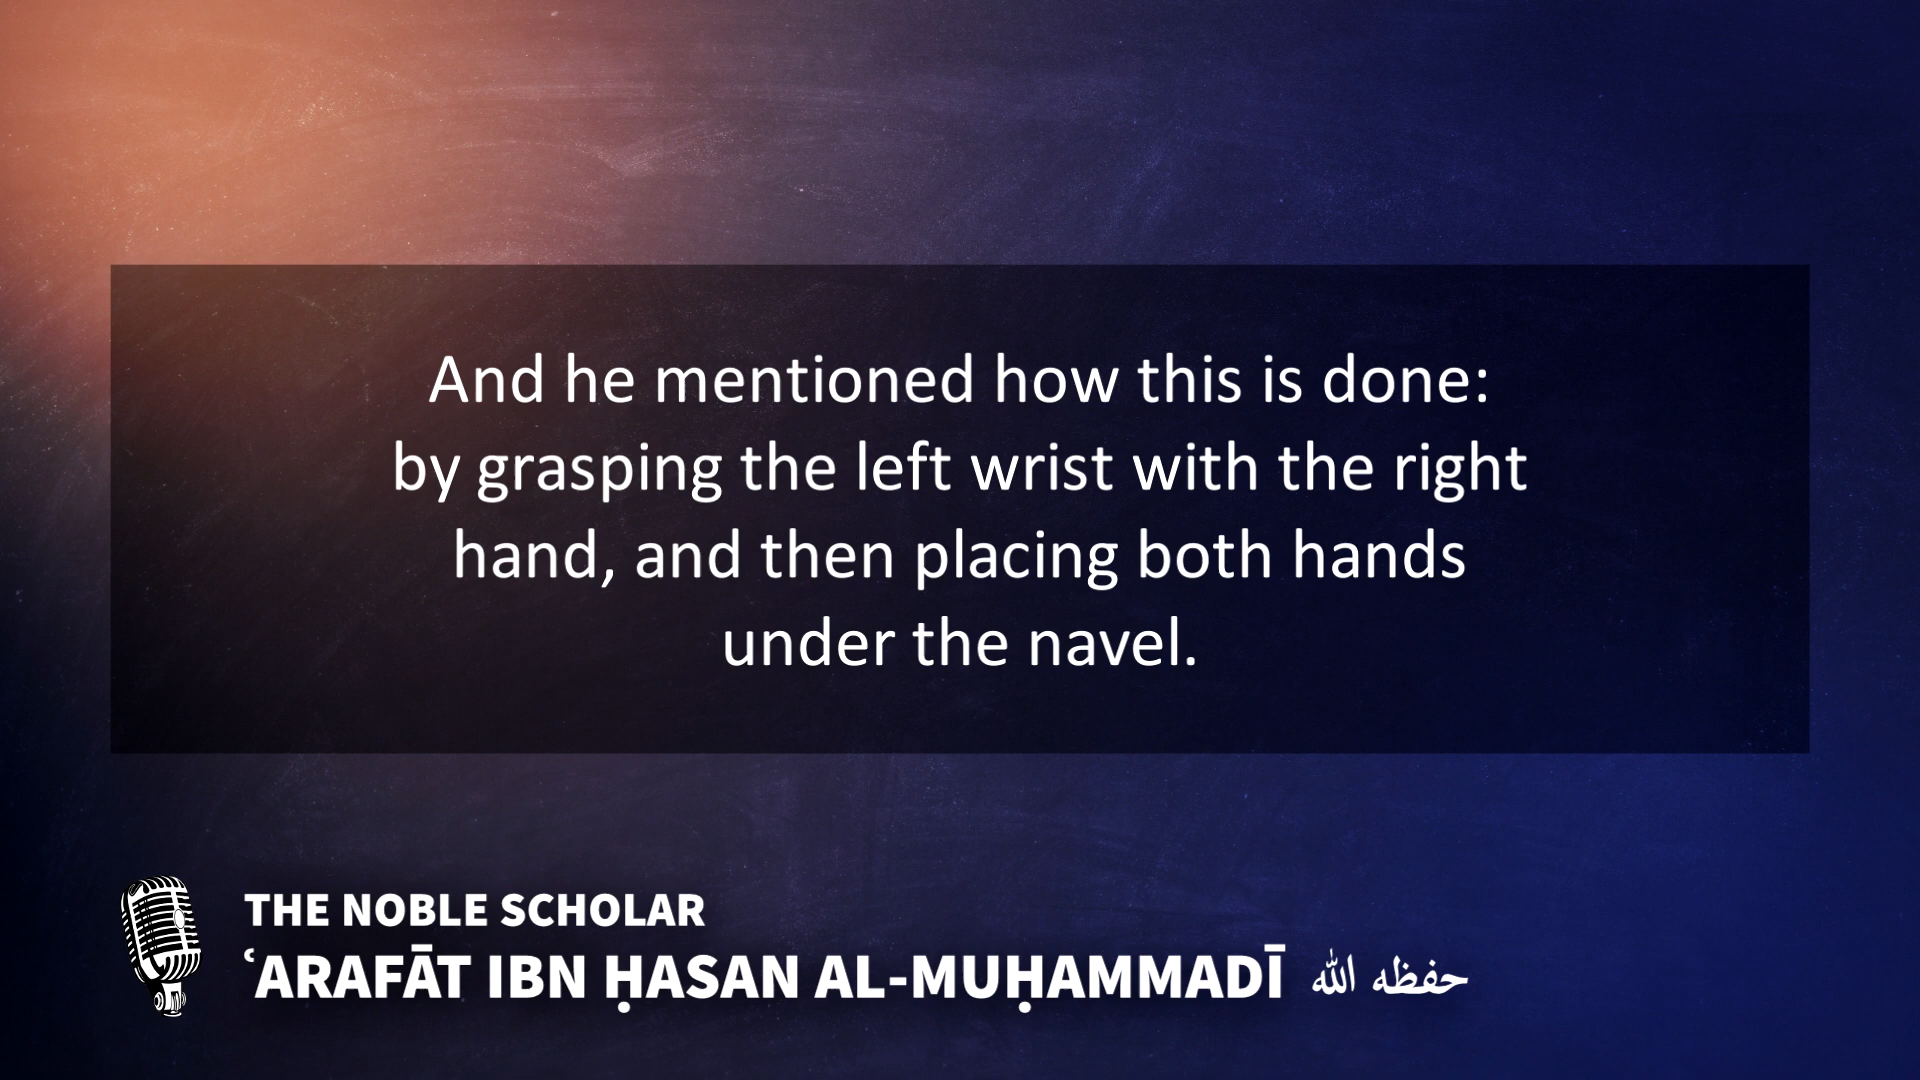 And he mentioned how this is done:
by grasping the left wrist with the right
hand, and then placing both hands
under the navel.
THE NOBLE SCHOLAR
ʿARAFĀT IBN ḤASAN AL-MUḤAMMADĪ حفظه الله